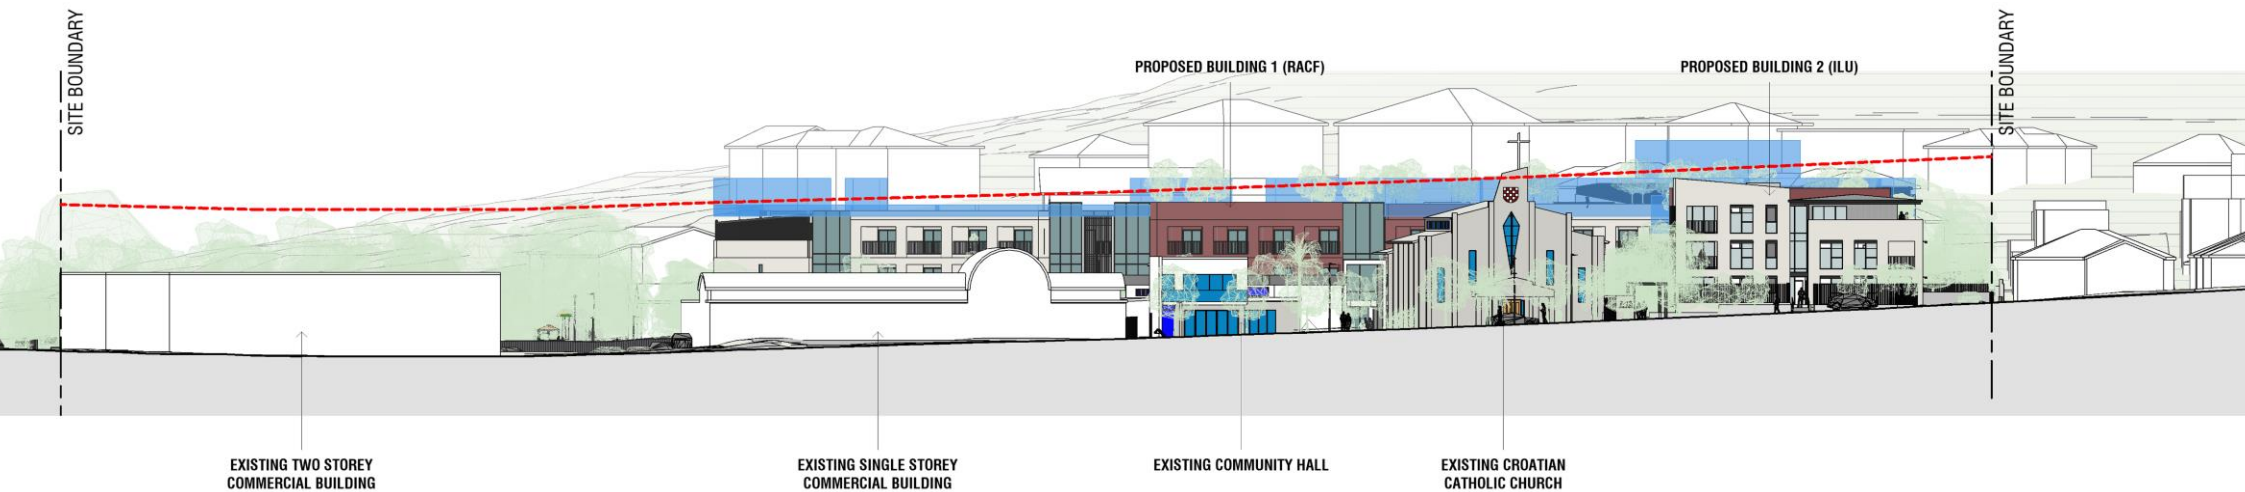 SITE BOUNDARY
PROPOSED BUILDING 1 (RACF)
PROPOSED BUILDING 2 (ILU)
SITE BOUNDARY
EXISTING TWO STOREY
COMMERCIAL BUILDING
EXISTING SINGLE STOREY
COMMERCIAL BUILDING
EXISTING COMMUNITY HALL
EXISTING CROATIAN
CATHOLIC CHURCH